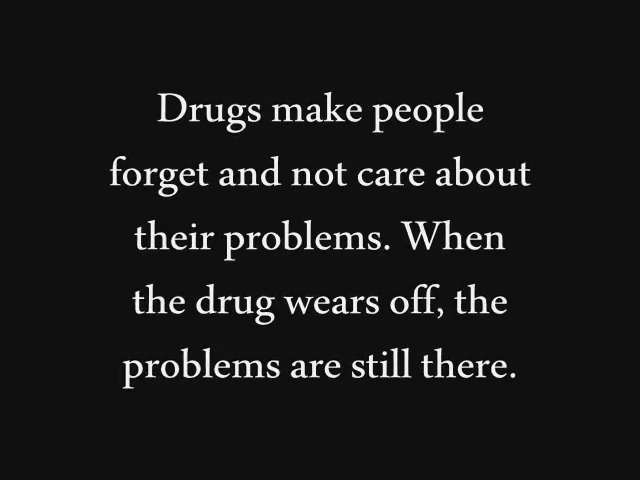 Drugs make people
forget and not care about
their problems. When
the drug wears off, the
problems are still there.